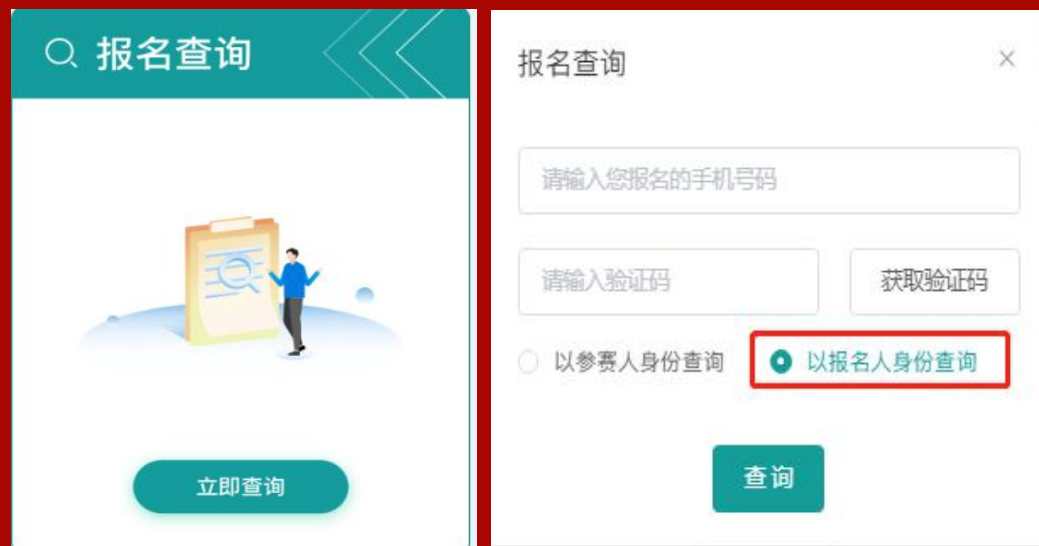 报名查询
立即查询
报名查询
请输入您报名的手机号码
请输入验证码
获取验证码
以参赛人身份查询
以报名人身份查询
查询